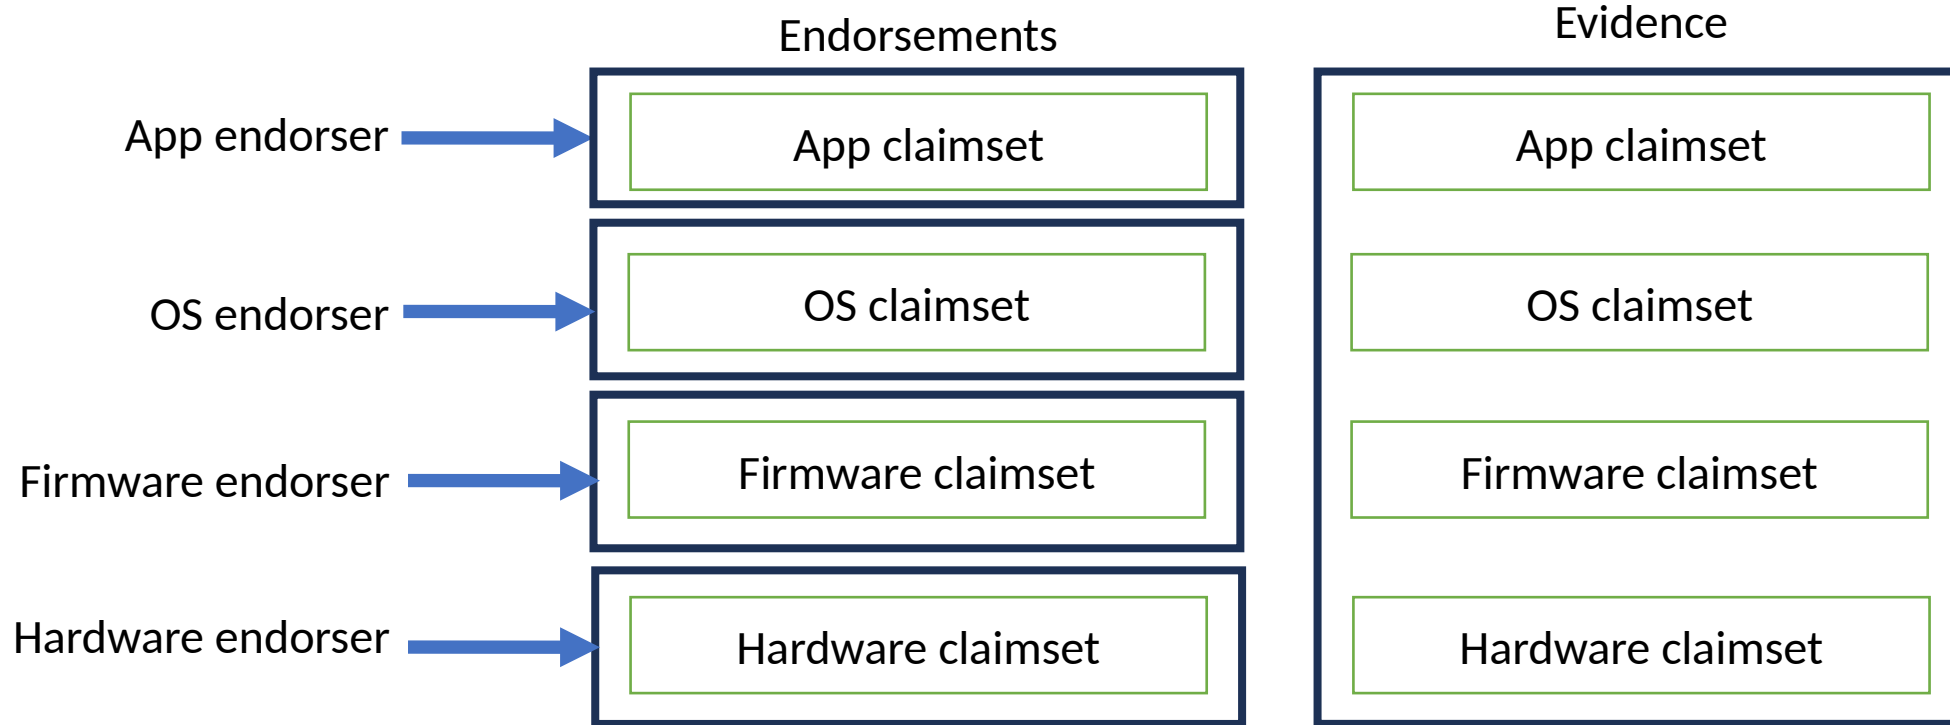 Endorsements
Evidence
App endorser
App claimset
App claimset
OS endorser
OS claimset
OS claimset
Firmware endorser
Firmware claimset
Firmware claimset
Hardware endorser
Hardware claimset
Hardware claimset